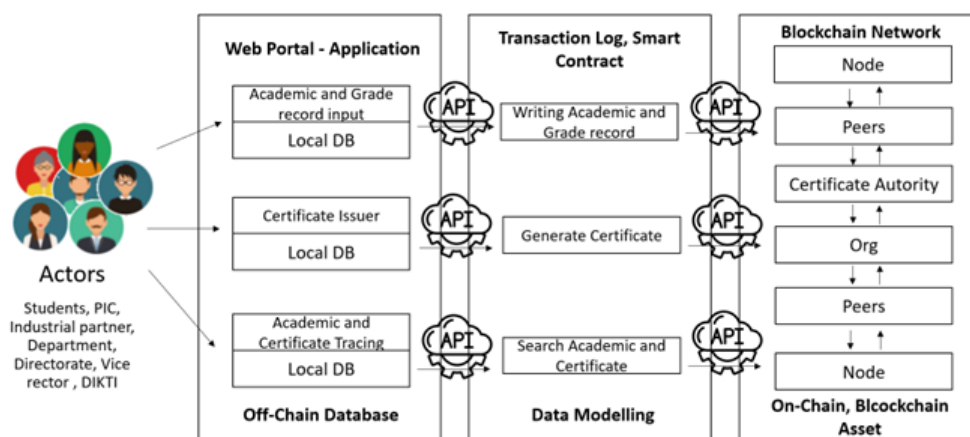 Web Portal - Application
Academic and Grade
record input
Local DB
Certificate Issuer
Local DB
Academic and
Certificate Tracing
Local DB
Off-Chain Database
Actors
Students, PIC,
Industrial partner,
Department,
Directorate, Vice
rector , DIKTI
API
API
API
Transaction Log, Smart
Contract
Writing Academic and
Grade record
Generate Certificate
Search Academic and
Certificate
Data Modelling
API
API
API
Blockchain Network
Node
Peers
Certificate Autority
Org
Peers
Node
On-Chain, Blcockchain
Asset